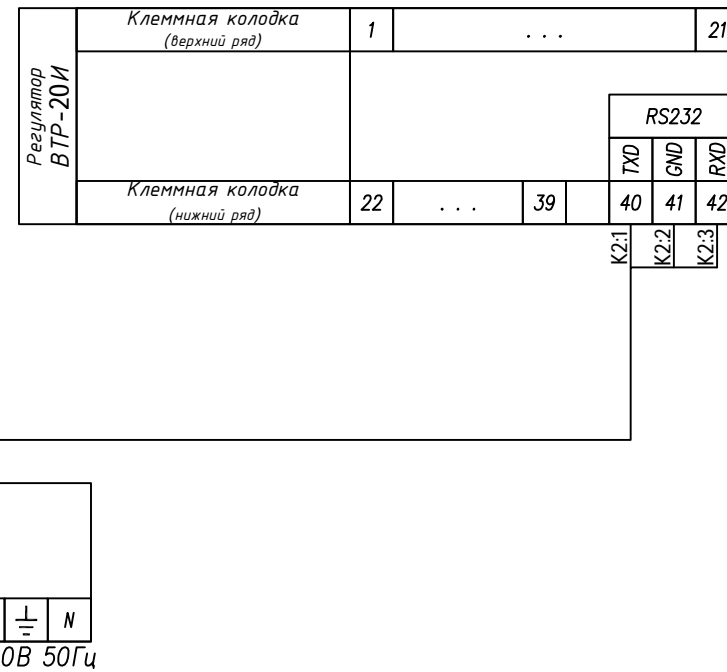 Клеммная колодка
(верхний ряд)
1
. . .
21
Регулятор
ВТР-20И
RS232
TXD
GND
RXD
Клеммная колодка
(нижний ряд)
22
. . .
39
40
41
42
K2:1
K2:2
K2:3
N
0В 50Гц